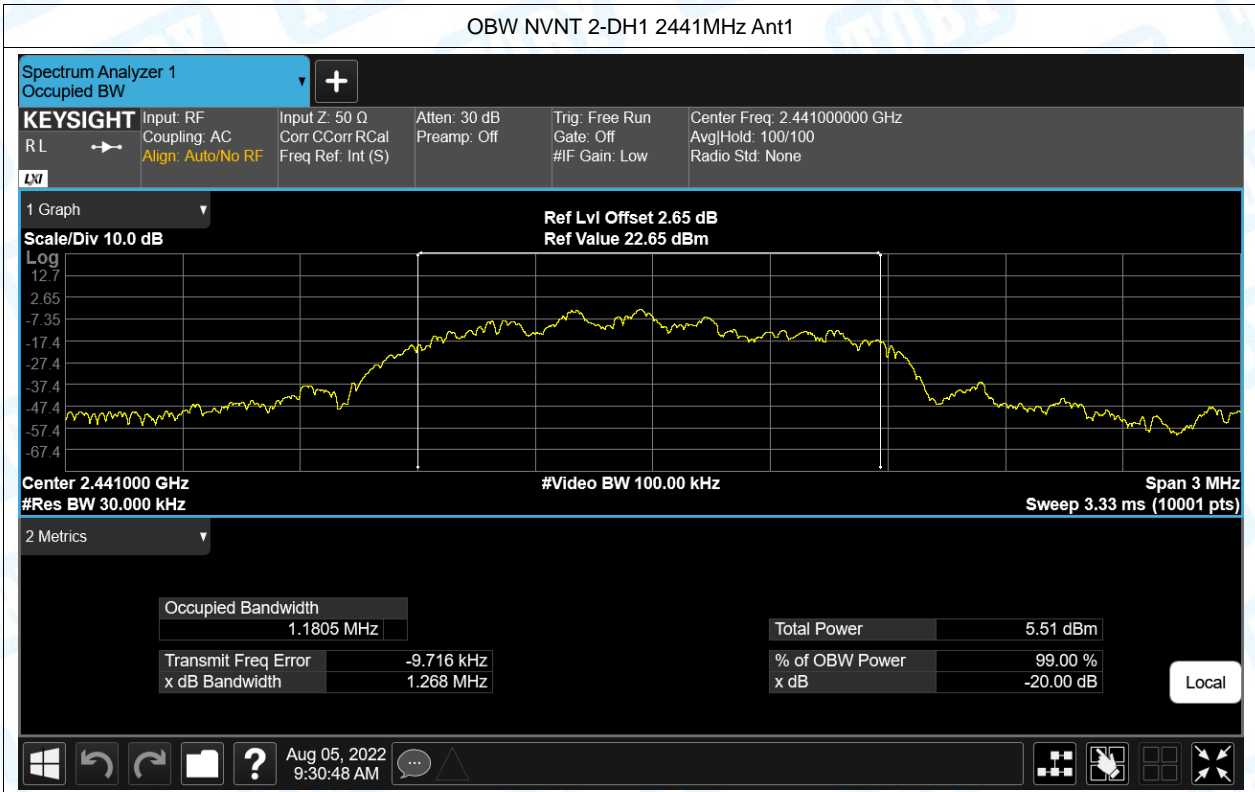 OBW NVNT 2-DH1 2441MHz Ant1
Spectrum Analyzer 1
Occupied BW
KEYSIGHT
R L
LXI
Input: RF
Coupling: AC
Align: Auto/No RF
Input Z: 50 Ω
Corr CCorr RCal
Freq Ref: Int (S)
Atten: 30 dB
Preamp: Off
Trig: Free Run
Gate: Off
#IF Gain: Low
Center Freq: 2.441000000 GHz
Avg|Hold: 100/100
Radio Std: None
1 Graph
Scale/Div 10.0 dB
Ref Lvl Offset 2.65 dB
Ref Value 22.65 dBm
Log
12.7
2.65
-7.35
-17.4
-27.4
-37.4
-47.4
-57.4
-67.4
Center 2.441000 GHz
#Video BW 100.00 kHz
Span 3 MHz
#Res BW 30.000 kHz
Sweep 3.33 ms (10001 pts)
2 Metrics
Occupied Bandwidth
1.1805 MHz
Total Power 5.51 dBm
Transmit Freq Error -9.716 kHz
% of OBW Power 99.00 %
x dB Bandwidth 1.268 MHz
x dB -20.00 dB
Local
Aug 05, 2022
9:30:48 AM